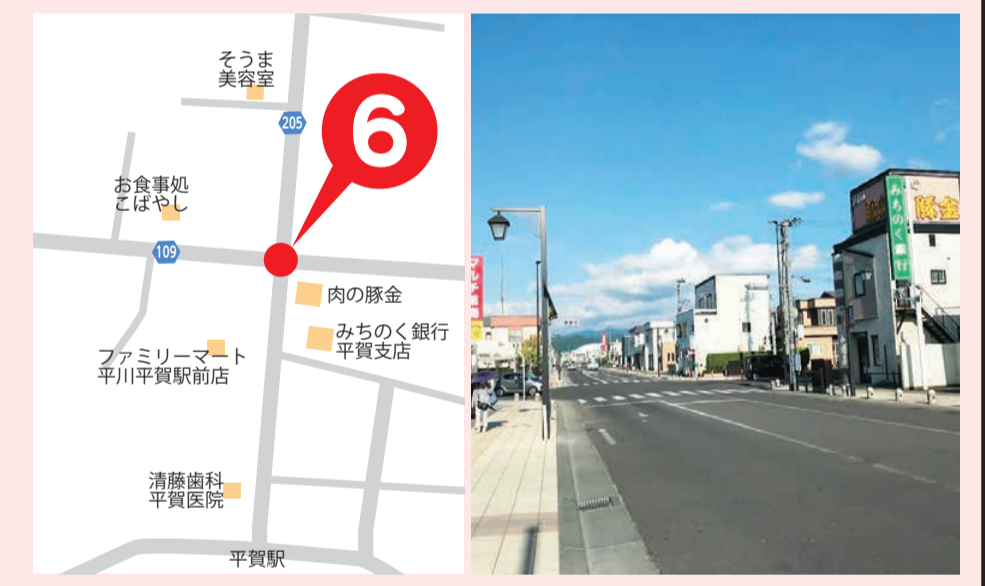 そうま
美容室
205
6
お食事処
こばやし
109
肉の豚金
みちのく銀行
平賀支店
ファミリーマート
平川平賀駅前店
清藤歯科
平賀医院
平賀駅
みちのく銀行
豚金